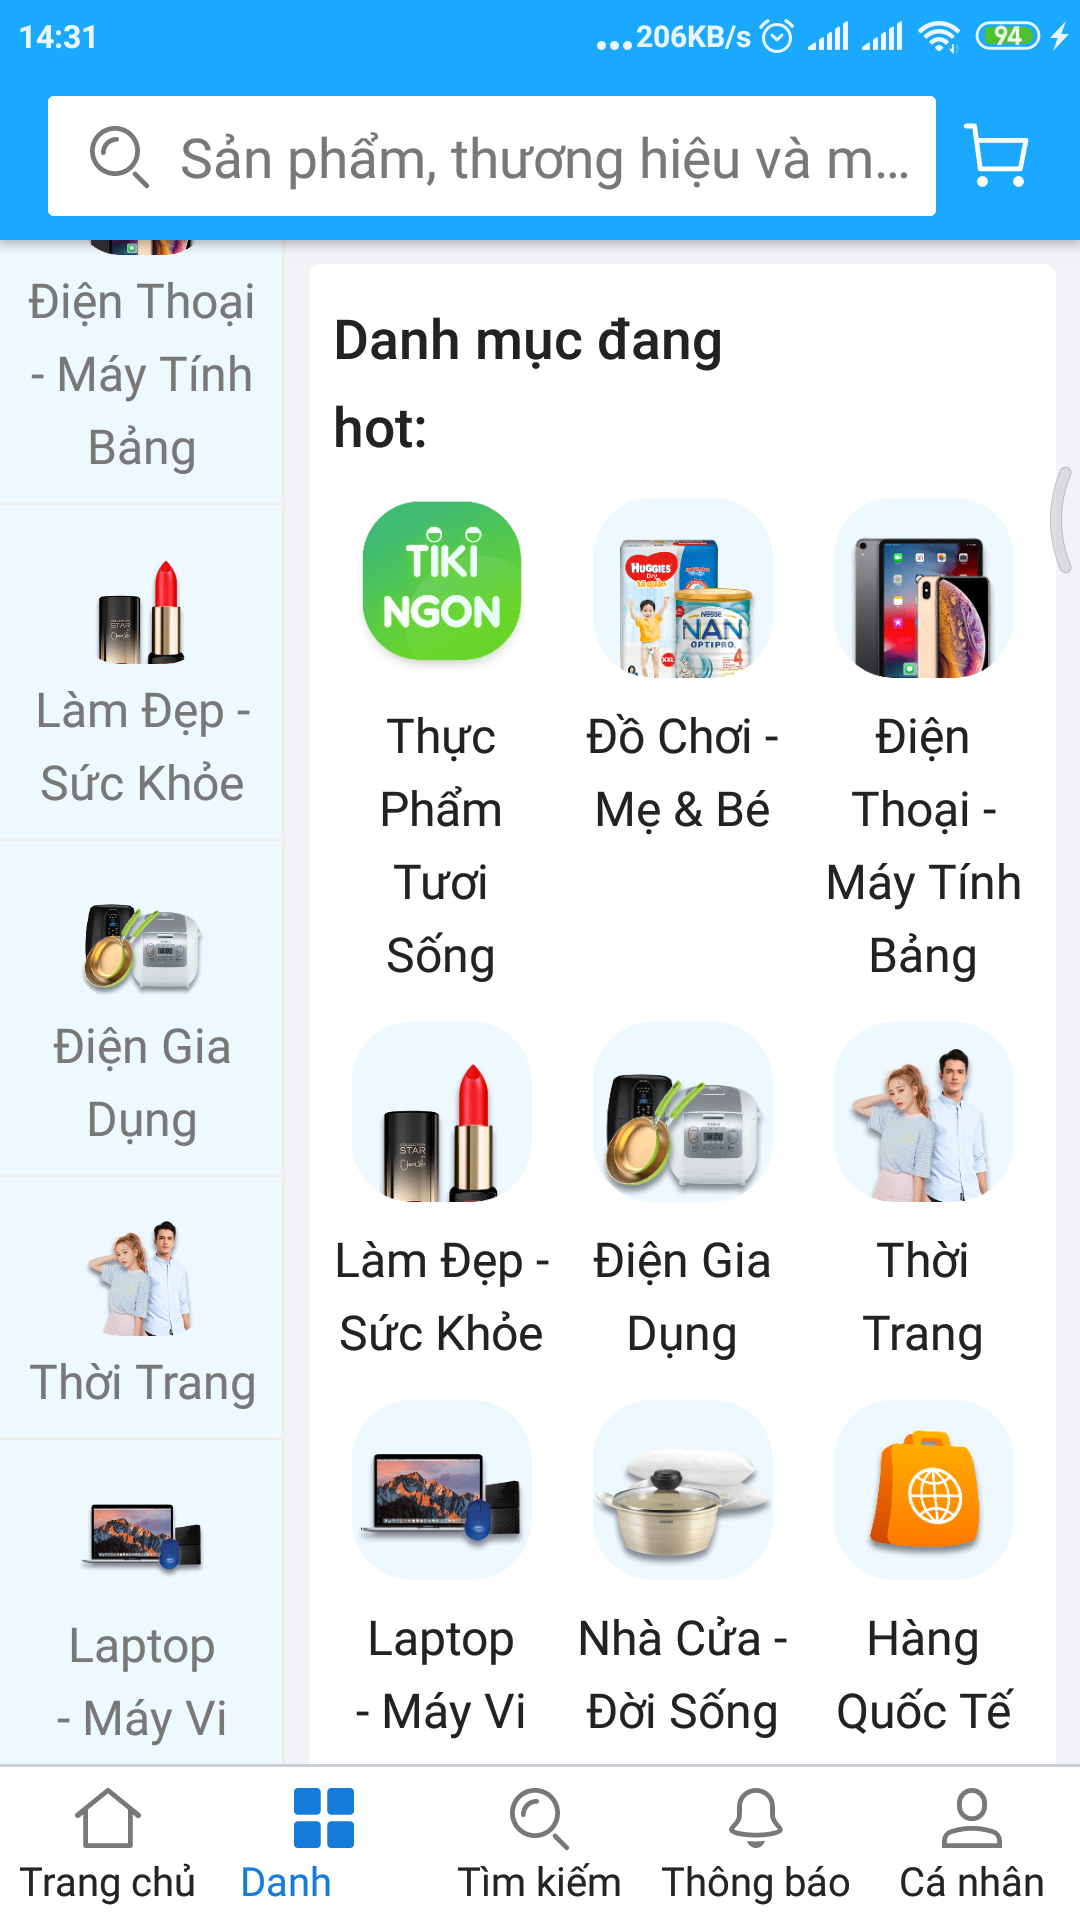 14:31
...206KB/s
94
Sản phẩm, thương hiệu và m...
Điện Thoại
- Máy Tính
Bảng
Làm Đẹp -
Sức Khỏe
Điện Gia
Dụng
Thời Trang
Laptop
- Máy Vi
Danh mục đang
hot:
TIKI
NGON
Thực
Phẩm
Tươi
Sống
HUGGIES
Nestlé
NAN
OPTIPRO
4
XXL
Đồ Chơi -
Mẹ & Bé
Điện
Thoại -
Máy Tính
Bảng
STAR
Làm Đẹp -
Sức Khỏe
Điện Gia
Dụng
Thời
Trang
Laptop
- Máy Vi
Nhà Cửa -
Đời Sống
Hàng
Quốc Tế
Trang chủ
Danh
Tìm kiếm
Thông báo
Cá nhân